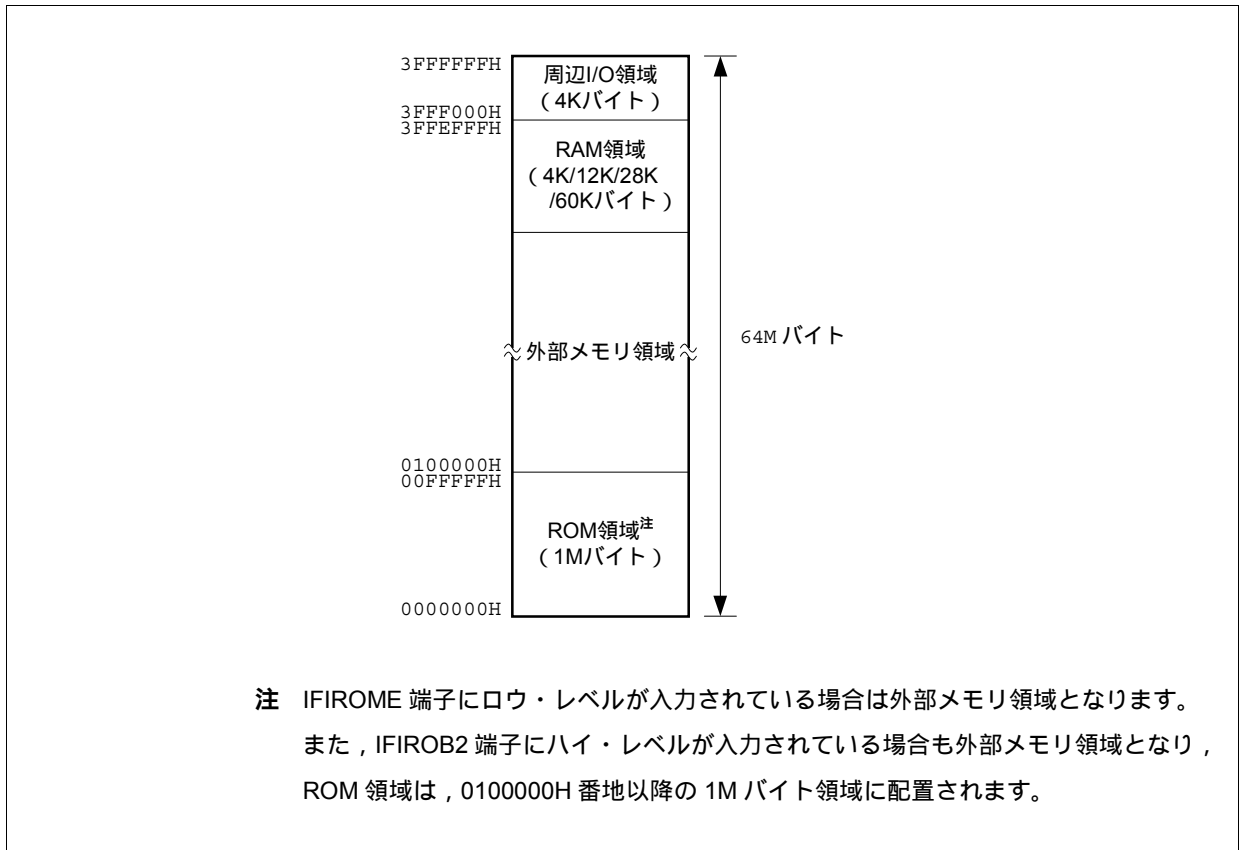 3FFFFFFH
周辺I/O領域
（4Kバイト）
3FFF000H
3FFEFFFH
RAM領域
（4K/12K/28K
/60Kバイト）
外部メモリ領域
64M バイト
0100000H
00FFFFFH
ROM領域注
（1Mバイト）
0000000H
注 IFIROME 端子にロウ・レベルが入力されている場合は外部メモリ領域となります。
また，IFIROB2 端子にハイ・レベルが入力されている場合も外部メモリ領域となり，
ROM 領域は，0100000H 番地以降の 1M バイト領域に配置されます。